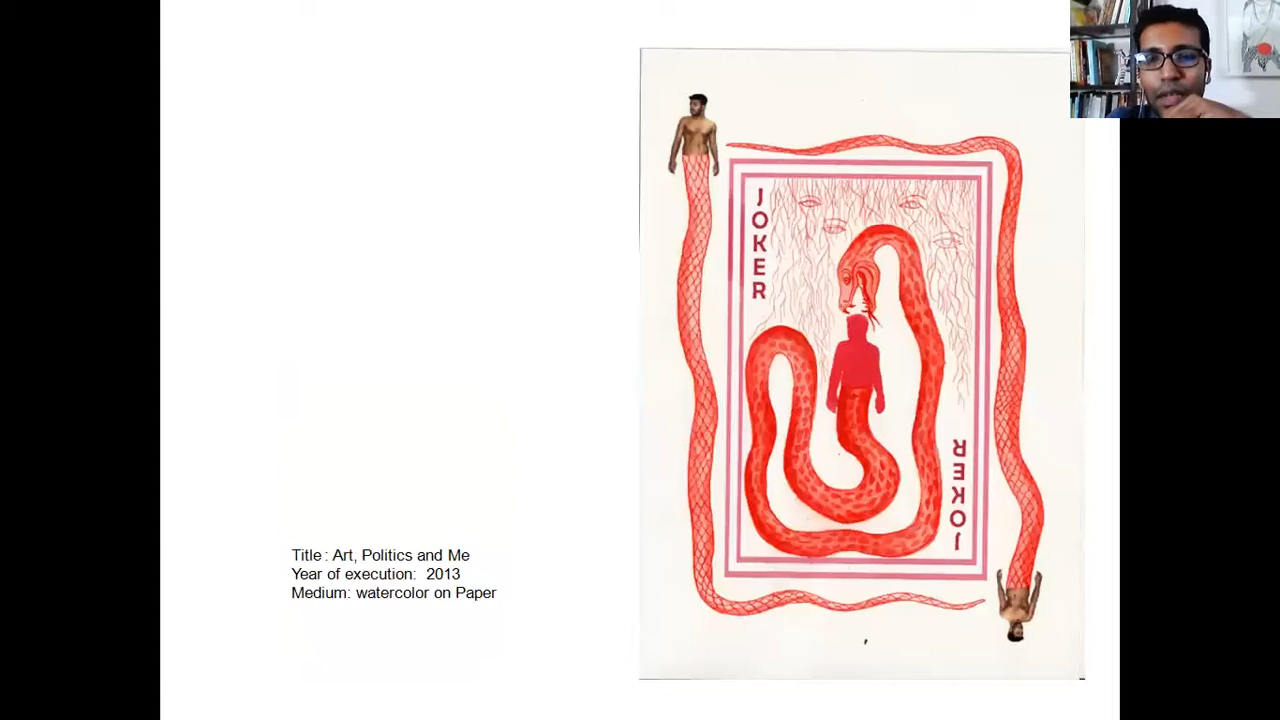 JOKER
JOKER
Title : Art, Politics and Me
Year of execution:  2013
Medium: watercolor on Paper